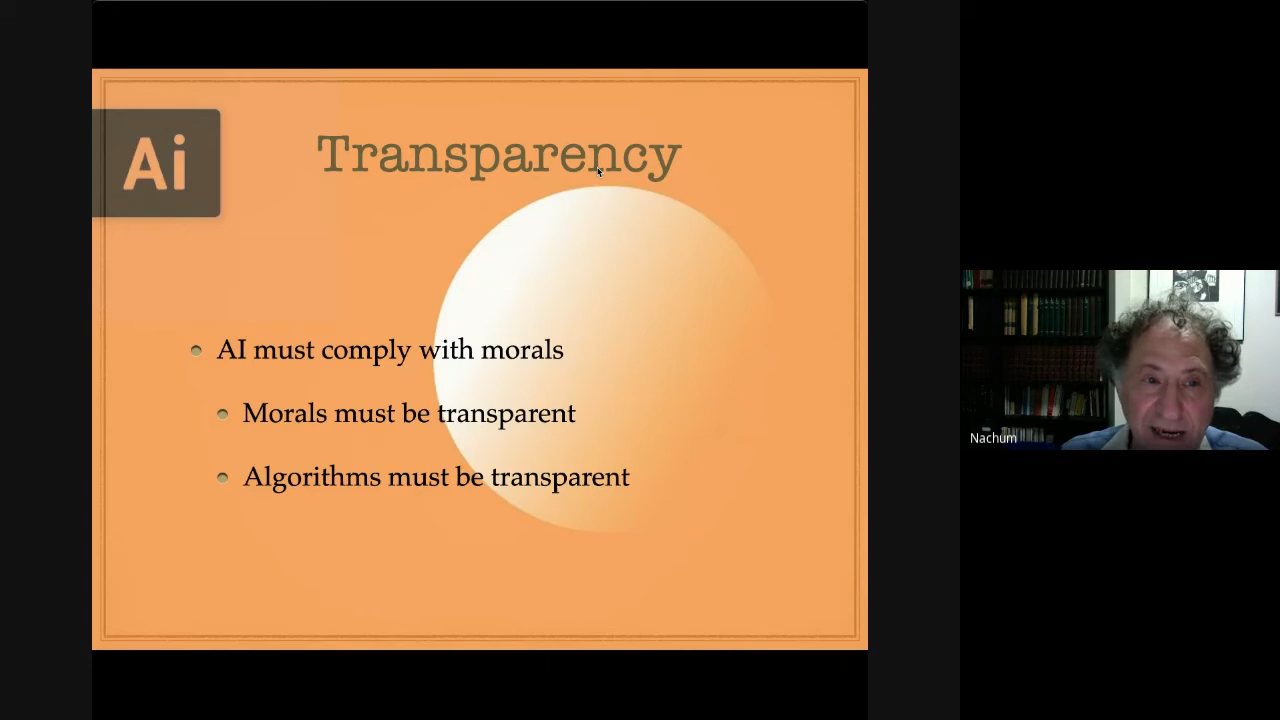 Ai
Transparency
AI must comply with morals
Morals must be transparent
Algorithms must be transparent
Nachum